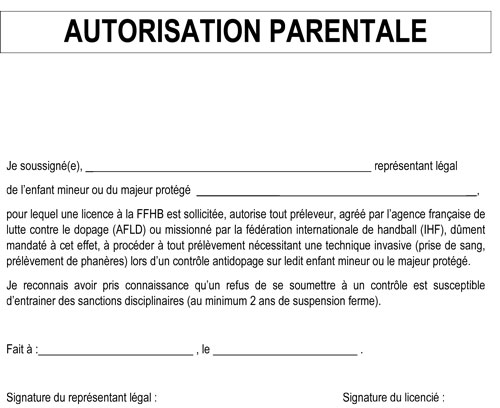 AUTORISATION PARENTALE
Je soussigné(e), ______________________________________________ représentant légal
de l'enfant mineur ou du majeur protégé ______________________________________________,
pour lequel une licence à la FFHB est sollicitée, autorise tout préleveur, agréé par l'agence française de
lutte contre le dopage (AFLD) ou missionné par la fédération internationale de handball (IHF), dûment
mandaté à cet effet, à procéder à tout prélèvement nécessitant une technique invasive (prise de sang,
prélèvement de phanères) lors d'un contrôle antidopage sur ledit enfant mineur ou le majeur protégé.
Je reconnais avoir pris connaissance qu'un refus de se soumettre à un contrôle est susceptible
d'entrainer des sanctions disciplinaires (au minimum 2 ans de suspension ferme).
Fait à :_________________________ , le _______________________ .
Signature du représentant légal : Signature du licencié :